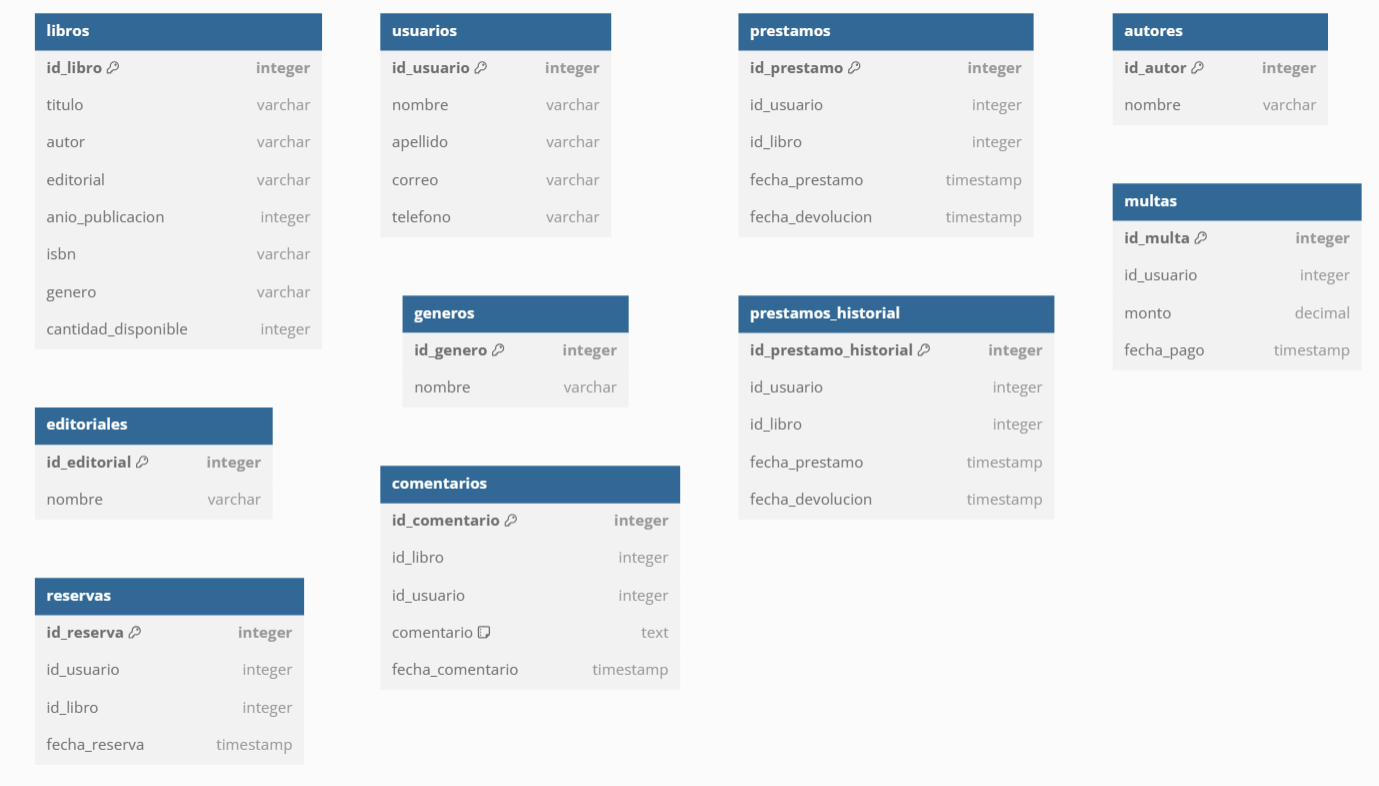 libros
id_libro integer
titulo varchar
autor varchar
editorial varchar
anio_publicacion integer
isbn varchar
genero varchar
cantidad_disponible integer
editoriales
id_editorial integer
nombre varchar
reservas
id_reserva integer
id_usuario integer
id_libro integer
fecha_reserva timestamp
usuarios
id_usuario integer
nombre varchar
apellido varchar
correo varchar
telefono varchar
generos
id_genero integer
nombre varchar
comentarios
id_comentario integer
id_libro integer
id_usuario integer
comentario text
fecha_comentario timestamp
prestamos
id_prestamo integer
id_usuario integer
id_libro integer
fecha_prestamo timestamp
fecha_devolucion timestamp
prestamos_historial
id_prestamo_historial integer
id_usuario integer
id_libro integer
fecha_prestamo timestamp
fecha_devolucion timestamp
autores
id_autor integer
nombre varchar
multas
id_multa integer
id_usuario integer
monto decimal
fecha_pago timestamp